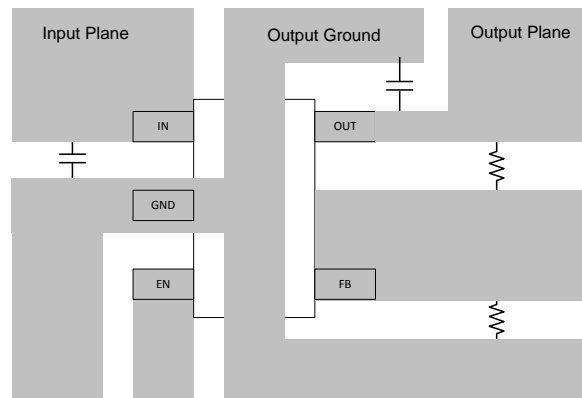 Input Plane
Output Ground
Output Plane
IN
OUT
GND
EN
FB